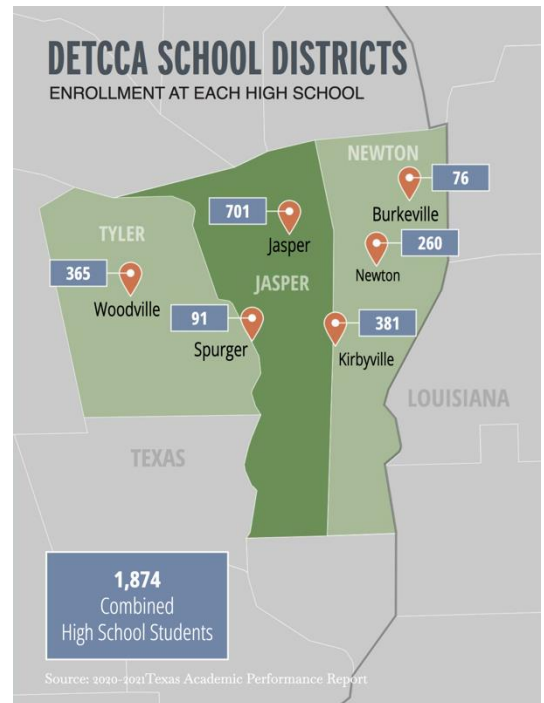 DETCCA SCHOOL DISTRICTS
ENROLLMENT AT EACH HIGH SCHOOL
NEWTON
76
Burkeville
701
Jasper
260
Newton
TYLER
JASPER
365
Woodville
91
Spurger
381
Kirbyville
LOUISIANA
TEXAS
1,874
Combined
High School Students
Source: 2020-2021Texas Academic Performance Report